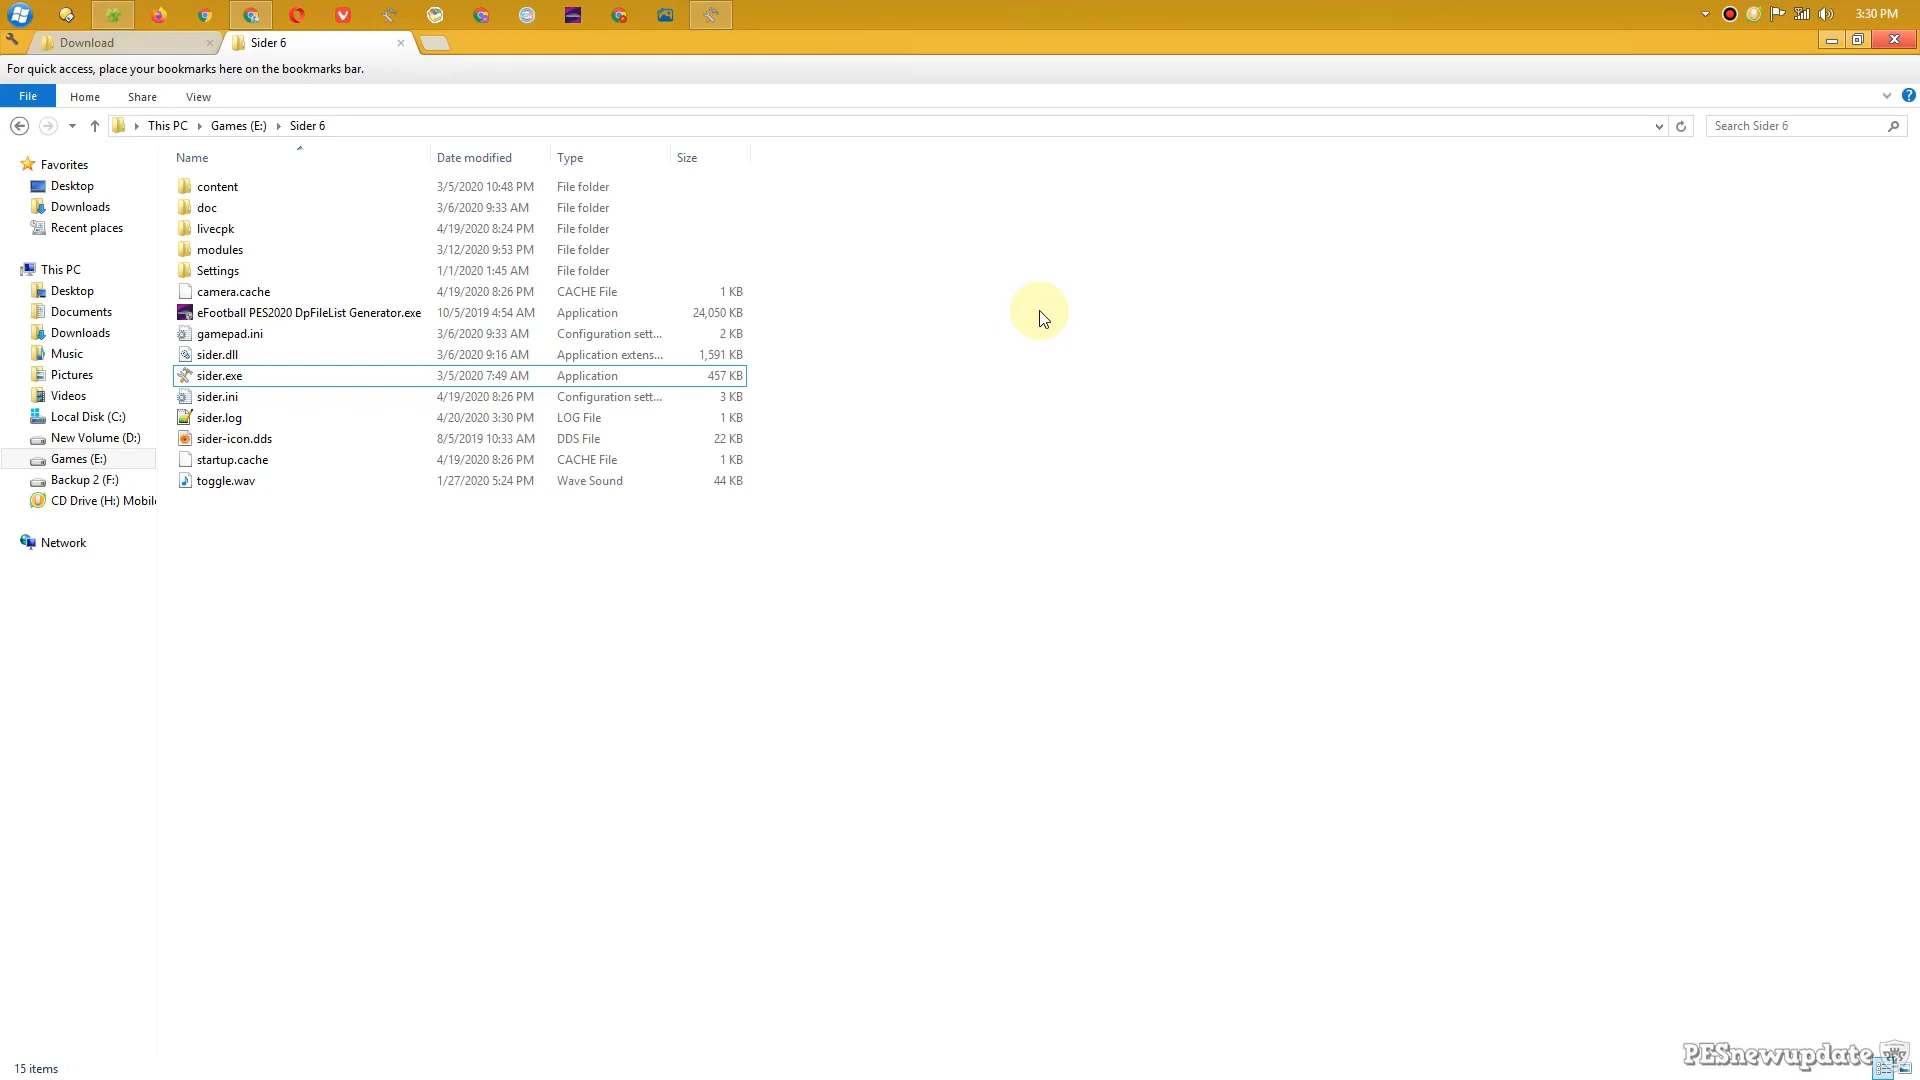 3:30 PM
Download
Sider 6
For quick access, place your bookmarks here on the bookmarks bar.
File
Home
Share
View
This PC
Games (E:)
Sider 6
Search Sider 6
Name
Date modified
Type
Size
content 3/5/2020 10:48 PM File folder
doc 3/6/2020 9:33 AM File folder
livecpk 4/19/2020 8:24 PM File folder
modules 3/12/2020 9:53 PM File folder
Settings 1/1/2020 1:45 AM File folder
camera.cache 4/19/2020 8:26 PM CACHE File 1 KB
eFootball PES2020 DpFileList Generator.exe 10/5/2019 4:54 AM Application 24,050 KB
gamepad.ini 3/6/2020 9:33 AM Configuration sett... 2 KB
sider.dll 3/6/2020 9:16 AM Application extens... 1,591 KB
sider.exe 3/5/2020 7:49 AM Application 457 KB
sider.ini 4/19/2020 8:26 PM Configuration sett... 3 KB
sider.log 4/20/2020 3:30 PM LOG File 1 KB
sider-icon.dds 8/5/2019 10:33 AM DDS File 22 KB
startup.cache 4/19/2020 8:26 PM CACHE File 1 KB
toggle.wav 1/27/2020 5:24 PM Wave Sound 44 KB
Favorites
Desktop
Downloads
Recent places
This PC
Desktop
Documents
Downloads
Music
Pictures
Videos
Local Disk (C:)
New Volume (D:)
Games (E:)
Backup 2 (F:)
CD Drive (H:) Mobile
Network
15 items
PESnewupdate